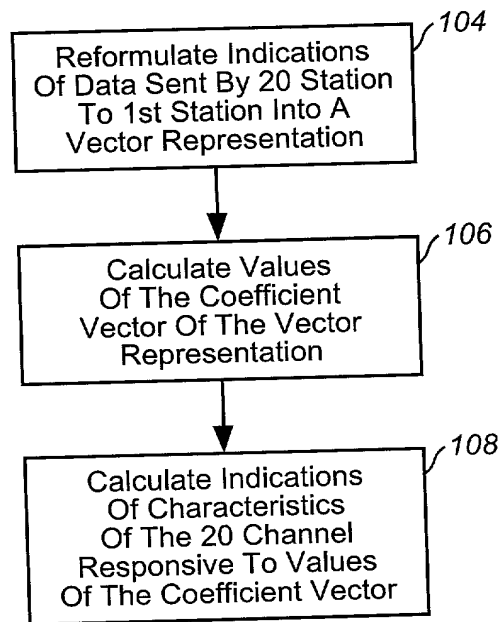 104
Reformulate Indications
Of Data Sent By 20 Station
To 1st Station Into A
Vector Representation
106
Calculate Values
Of The Coefficient
Vector Of The Vector
Representation
108
Calculate Indications
Of Characteristics
Of The 20 Channel
Responsive To Values
Of The Coefficient Vector